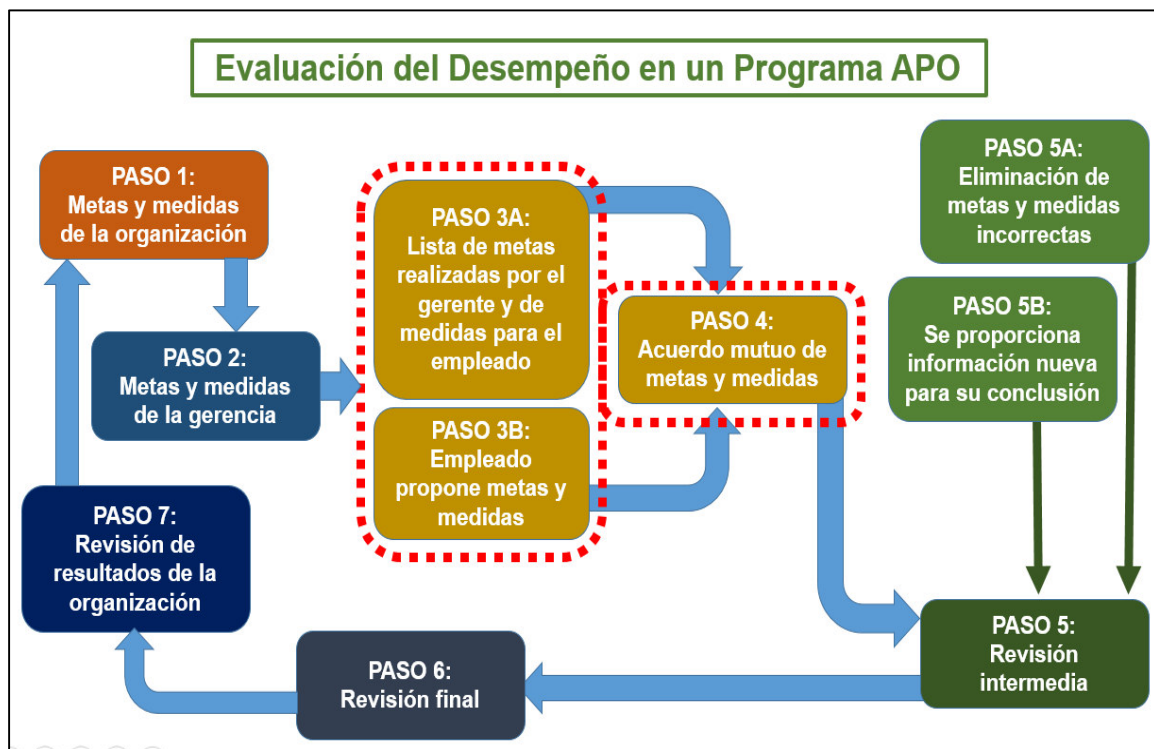 Evaluación del Desempeño en un Programa APO
PASO 1:
Metas y medidas
de la organización
PASO 2:
Metas y medidas
de la gerencia
PASO 3A:
Lista de metas
realizadas por el
gerente y de
medidas para el
empleado
PASO 3B:
Empleado
propone metas y
medidas
PASO 4:
Acuerdo mutuo de
metas y medidas
PASO 5A:
Eliminación de
metas y medidas
incorrectas
PASO 5B:
Se proporciona
información nueva
para su conclusión
PASO 5:
Revisión
intermedia
PASO 6:
Revisión final
PASO 7:
Revisión de
resultados de la
organización